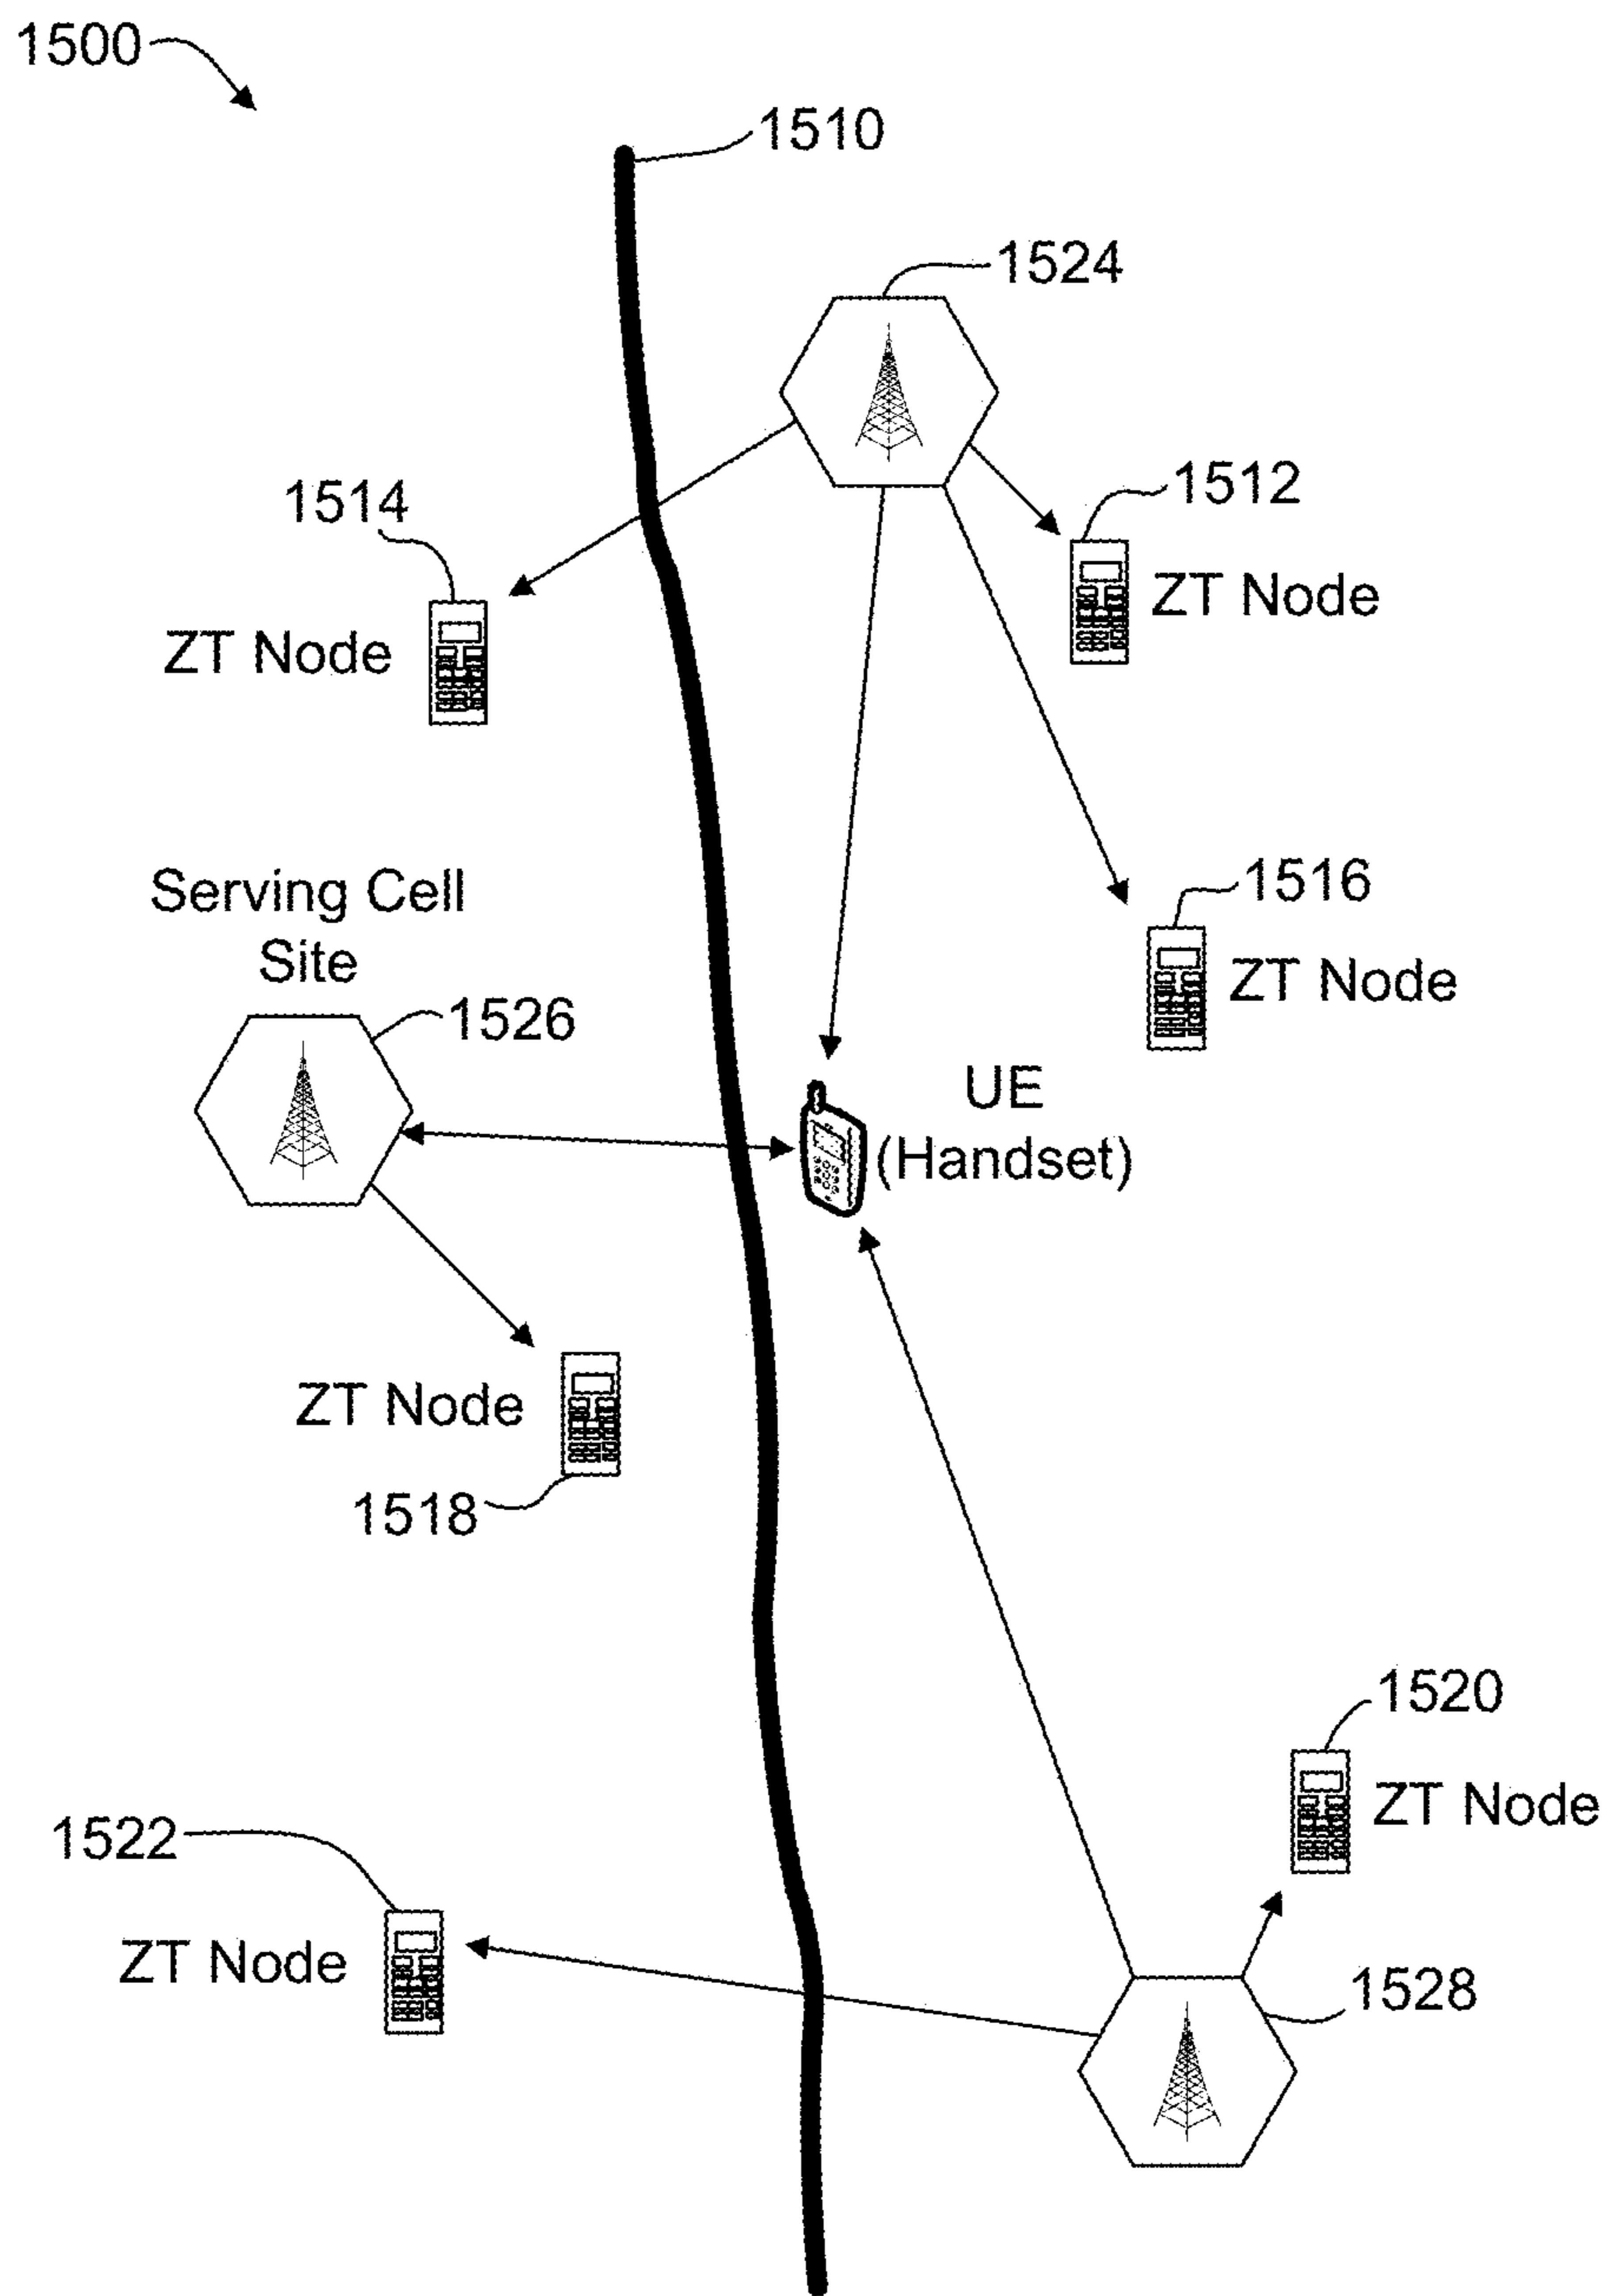 1500
1510
1524
1512
1514
ZT Node
ZT Node
1516
Serving Cell
Site
ZT Node
1526
UE
(Handset)
ZT Node
1518
1520
ZT Node
1522
ZT Node
1528